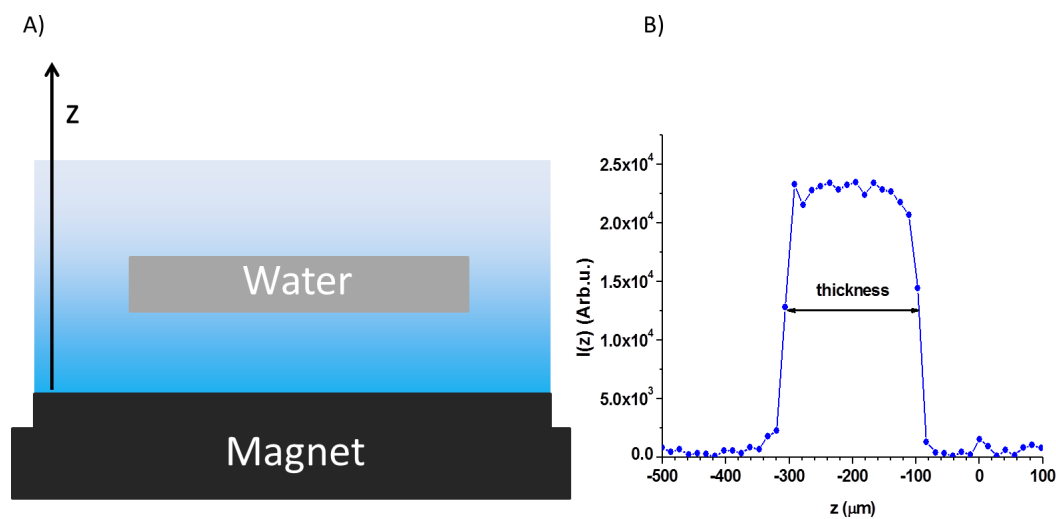 A)
z
Water
Magnet
B)
I(z) (Arb.u.)
2.5x10⁴
2.0x10⁴
1.5x10⁴
1.0x10⁴
5.0x10³
0.0
thickness
-500 -400 -300 -200 -100 0 100
z (μm)